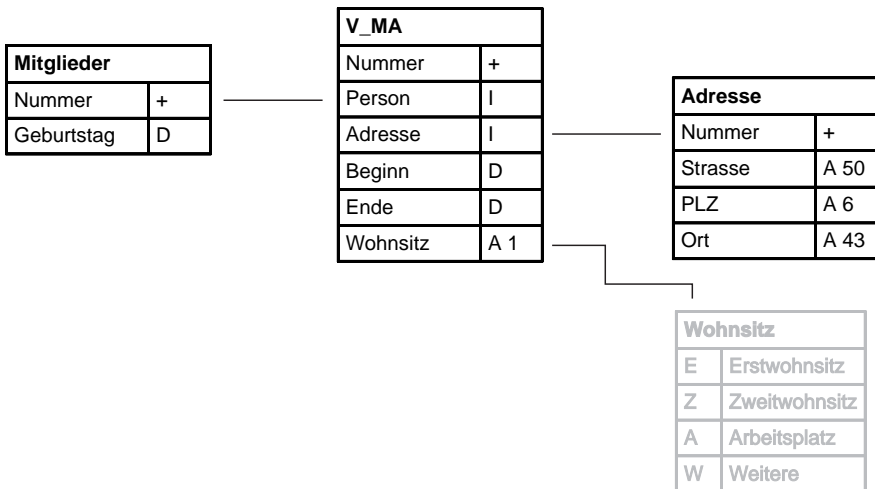 Mitglieder
Nummer +
Geburtstag D
V_MA
Nummer +
Person I
Adresse I
Beginn D
Ende D
Wohnsitz A 1
Adresse
Nummer +
Strasse A 50
PLZ A 6
Ort A 43
Wohnsitz
E Erstwohnsitz
Z Zweitwohnsitz
A Arbeitsplatz
W Weitere